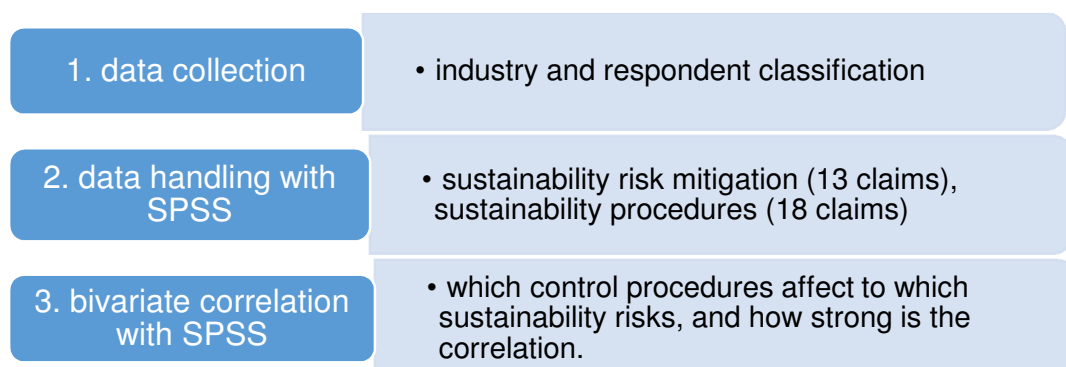 1. data collection
• industry and respondent classification
2. data handling with
SPSS
• sustainability risk mitigation (13 claims),
sustainability procedures (18 claims)
3. bivariate correlation
with SPSS
• which control procedures affect to which
sustainability risks, and how strong is the
correlation.